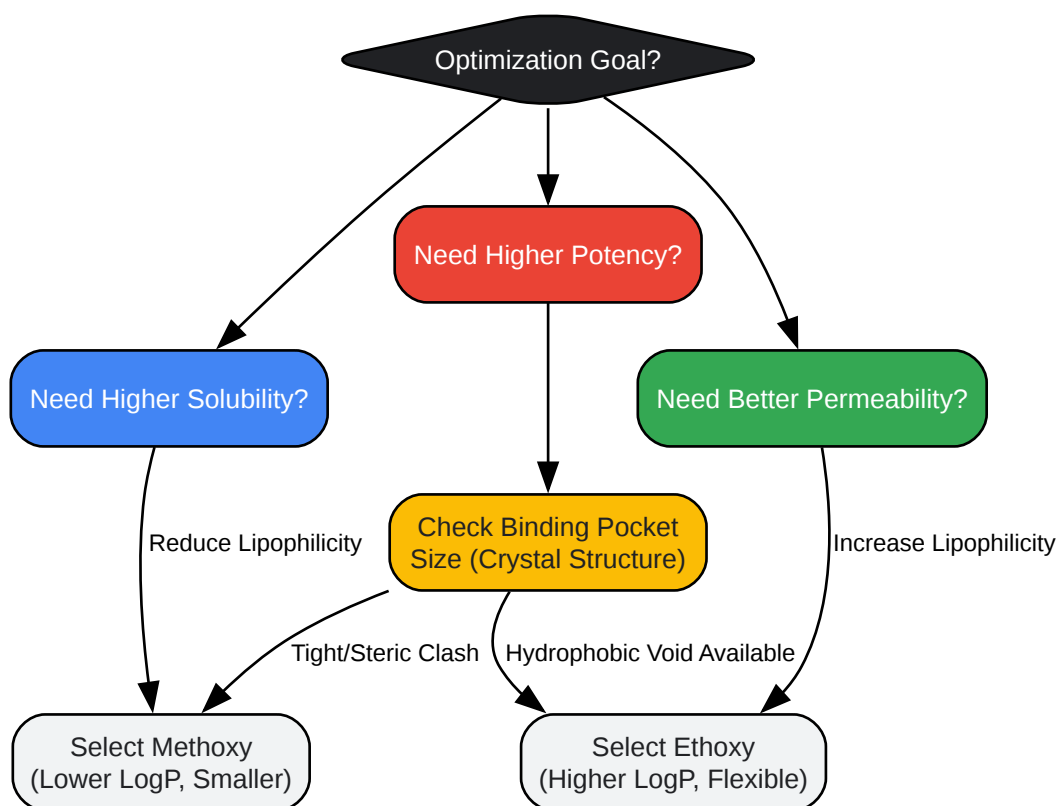 Optimization Goal?
Need Higher Potency?
Need Higher Solubility?
Need Better Permeability?
Check Binding Pocket
Size (Crystal Structure)
Reduce Lipophilicity
Increase Lipophilicity
Tight/Steric Clash
Hydrophobic Void Available
Select Methoxy
(Lower LogP, Smaller)
Select Ethoxy
(Higher LogP, Flexible)